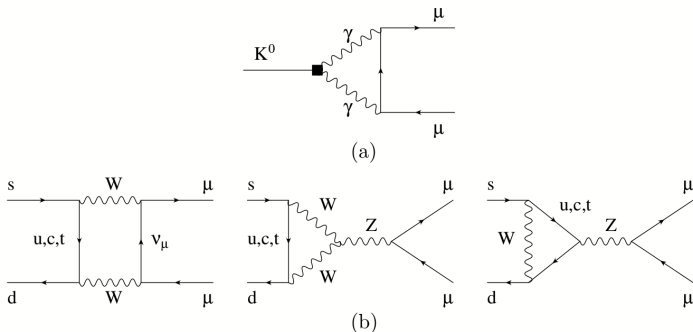 K⁰ γ γ μ μ
(a)
s W μ
u,c,t ν_μ
d W μ
s W μ
u,c,t Z
d W μ
s u,c,t μ
W Z
d μ
(b)